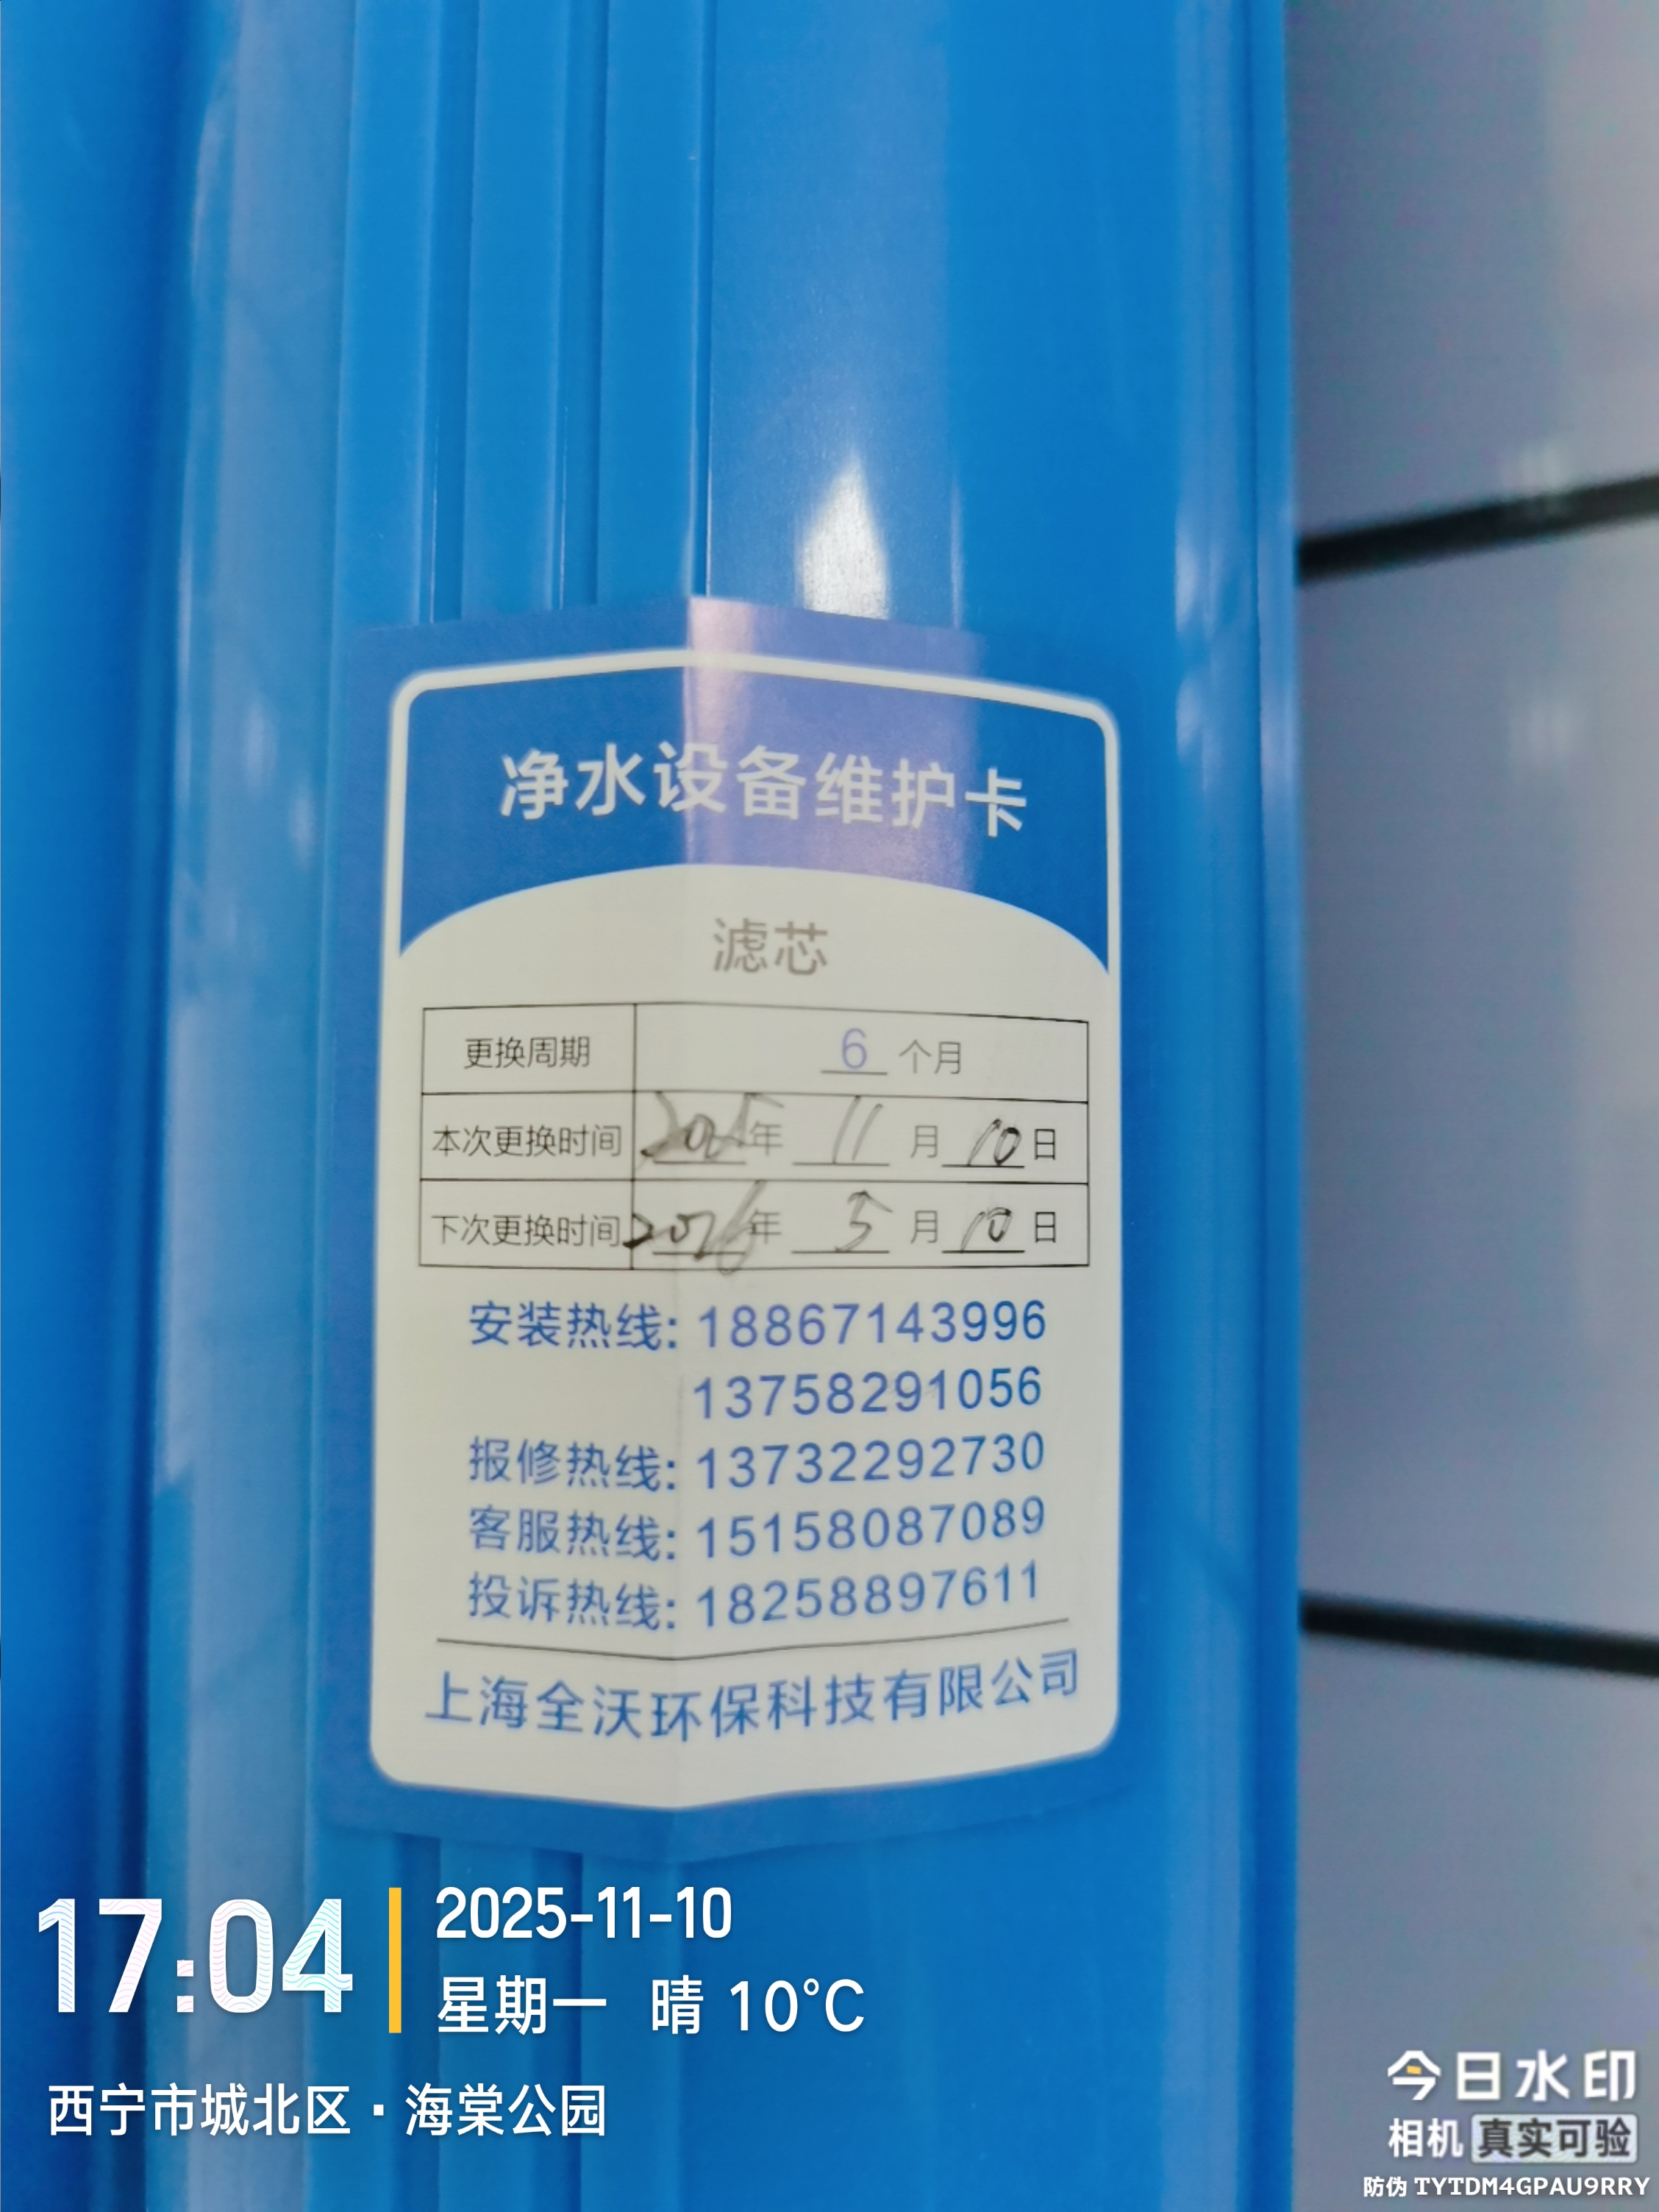 净水设备维护卡
滤芯
更换周期 6 个月
本次更换时间 2025年 11 月 10 日
下次更换时间 2026年 5 月 10 日
安装热线: 18867143996
13758291056
报修热线: 13732292730
客服热线: 15158087089
投诉热线: 18258897611
上海全沃环保科技有限公司
17:04
2025-11-10
星期一 晴 10℃
西宁市城北区·海棠公园
今日水印
相机 真实可验
防伪 TYTDM4GPAU9RRY